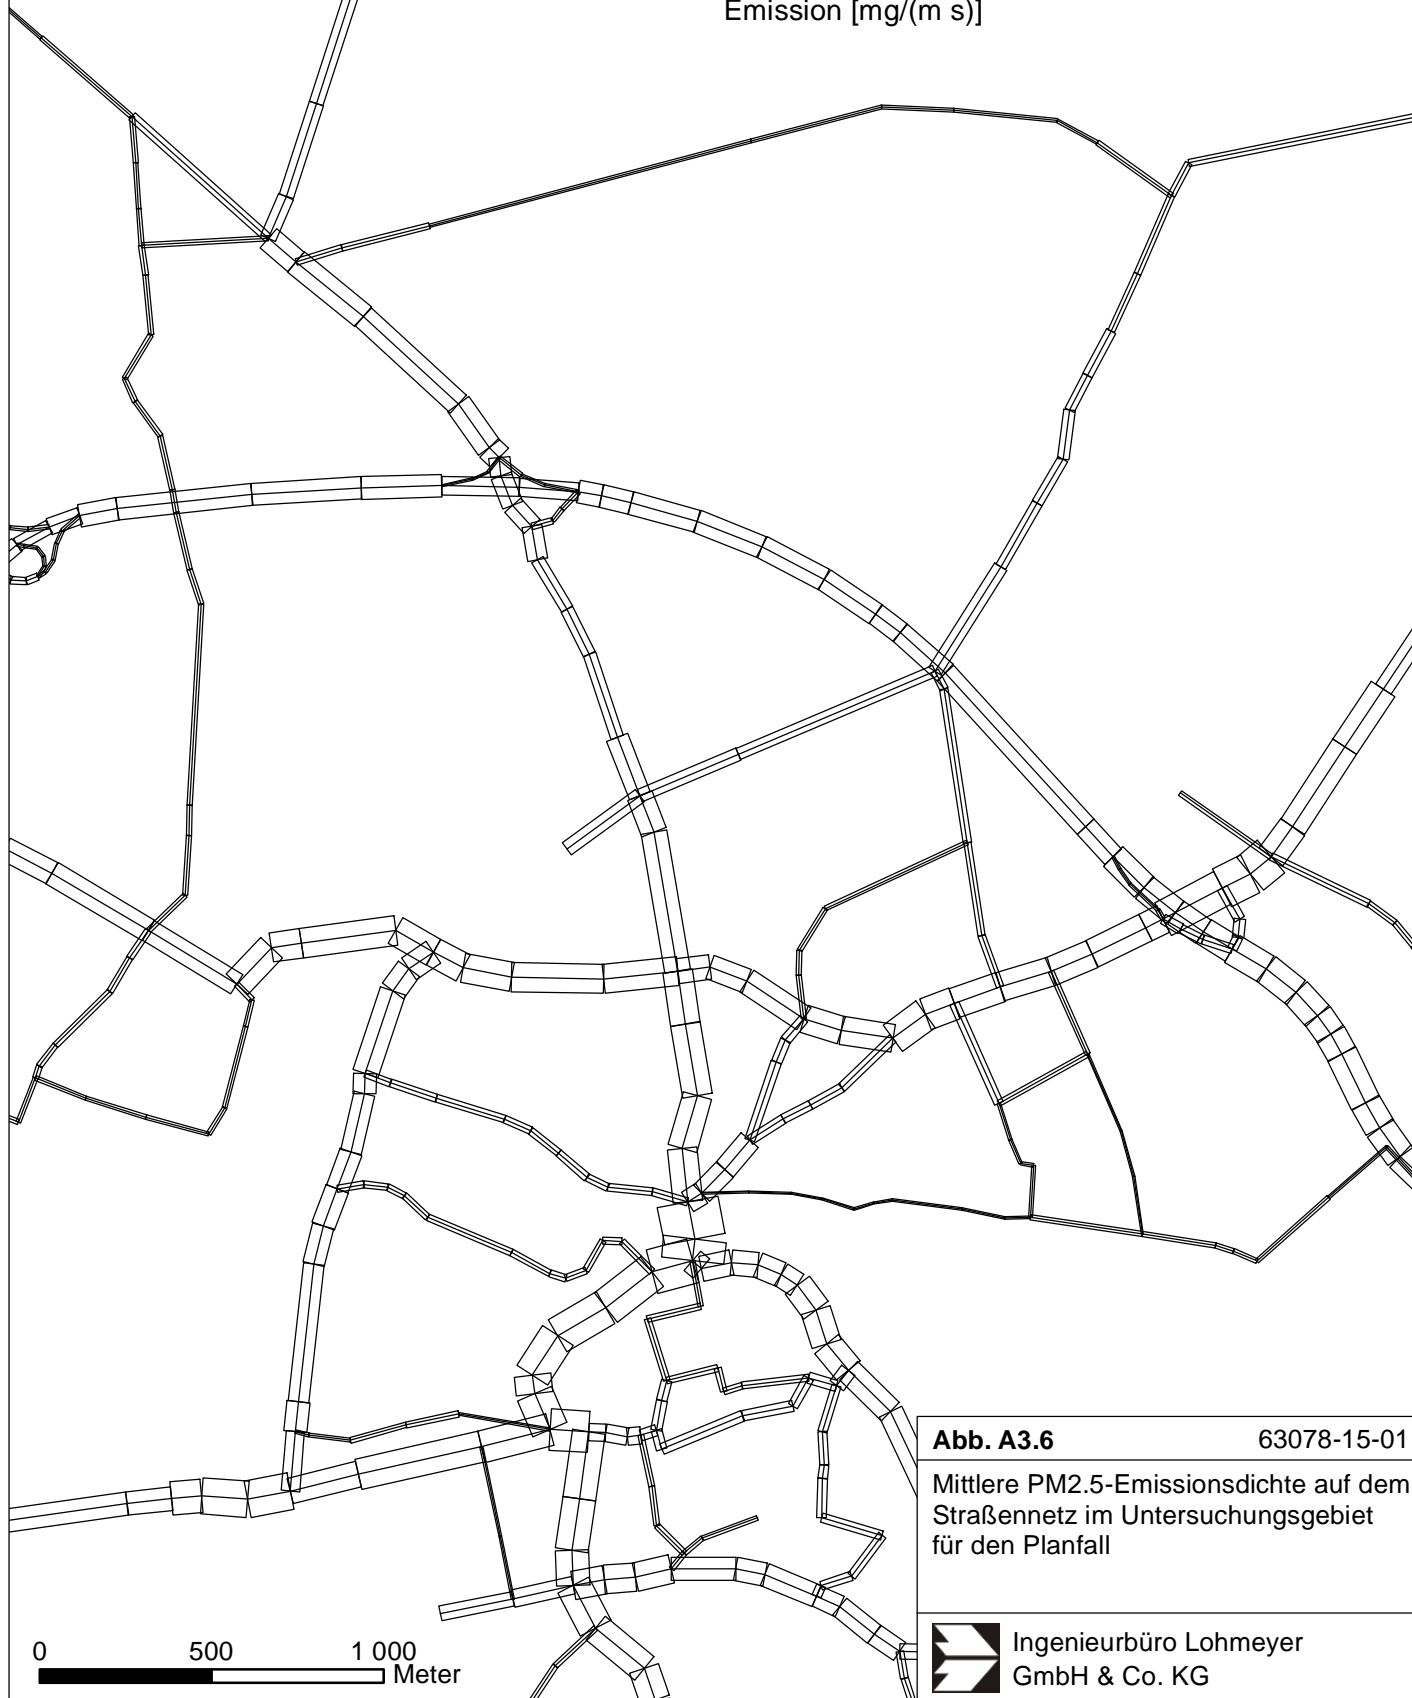 Emission [mg/(m s)]
Abb. A3.6 63078-15-01
Mittlere PM2.5-Emissionsdichte auf dem
Straßennetz im Untersuchungsgebiet
für den Planfall
Ingenieurbüro Lohmeyer
GmbH & Co. KG
0 500 1 000
Meter